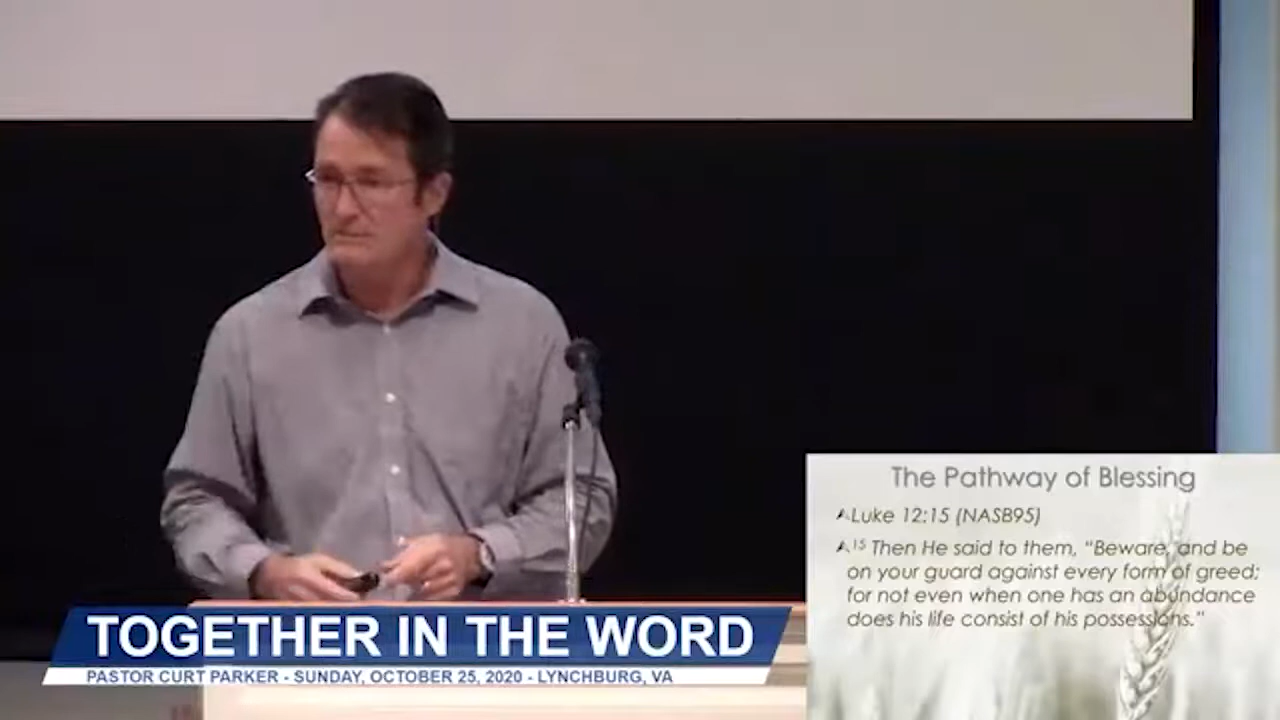 The Pathway of Blessing
Luke 12:15 (NASB95)
15 Then He said to them, "Beware, and be
on your guard against every form of greed;
for not even when one has an abundance
does his life consist of his possessions."
TOGETHER IN THE WORD
PASTOR CURT PARKER - SUNDAY, OCTOBER 25, 2020 - LYNCHBURG, VA